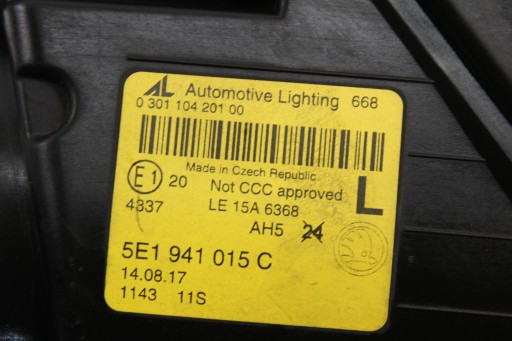 AL Automotive Lighting 668
0 301 104 201 00
Made in Czech Republic
E1 20 Not CCC approved L
4337 LE 15A 6368
AH5 24
5E1 941 015 C
14.08.17
1143 11S